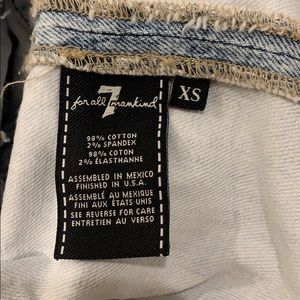 7
for all mankind
XS
98% COTTON
2% SPANDEX
98% COTON
2% ÉLASTHANNE
ASSEMBLED IN MEXICO
FINISHED IN U.S.A.
ASSEMBLÉ AU MEXIQUE
FINI AUX ÉTATS-UNIS
SEE REVERSE FOR CARE
ENTRETIEN AU VERSO